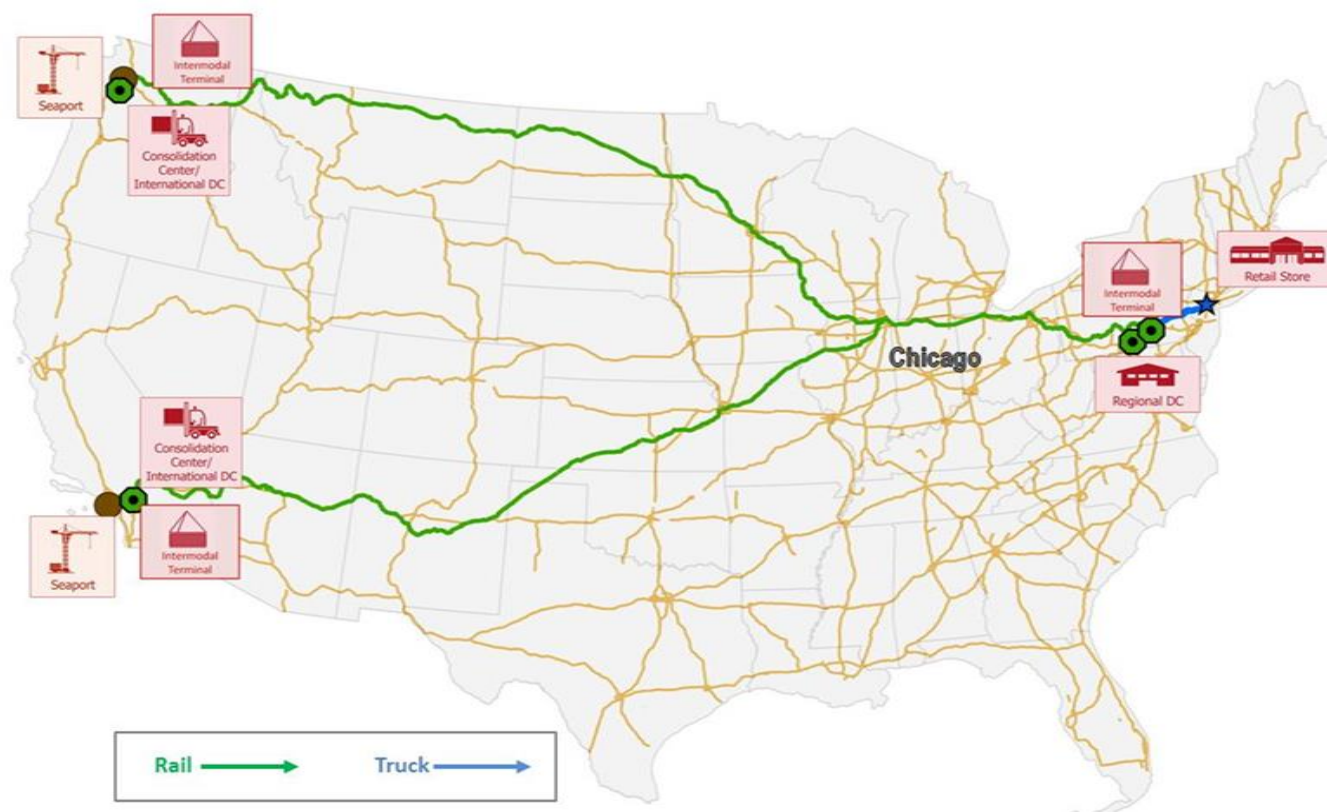 Seaport
Intermodal
Terminal
Consolidation
Center/
International DC
Intermodal
Terminal
Retail Store
Chicago
Regional DC
Consolidation
Center/
International DC
Seaport
Intermodal
Terminal
Rail
Truck